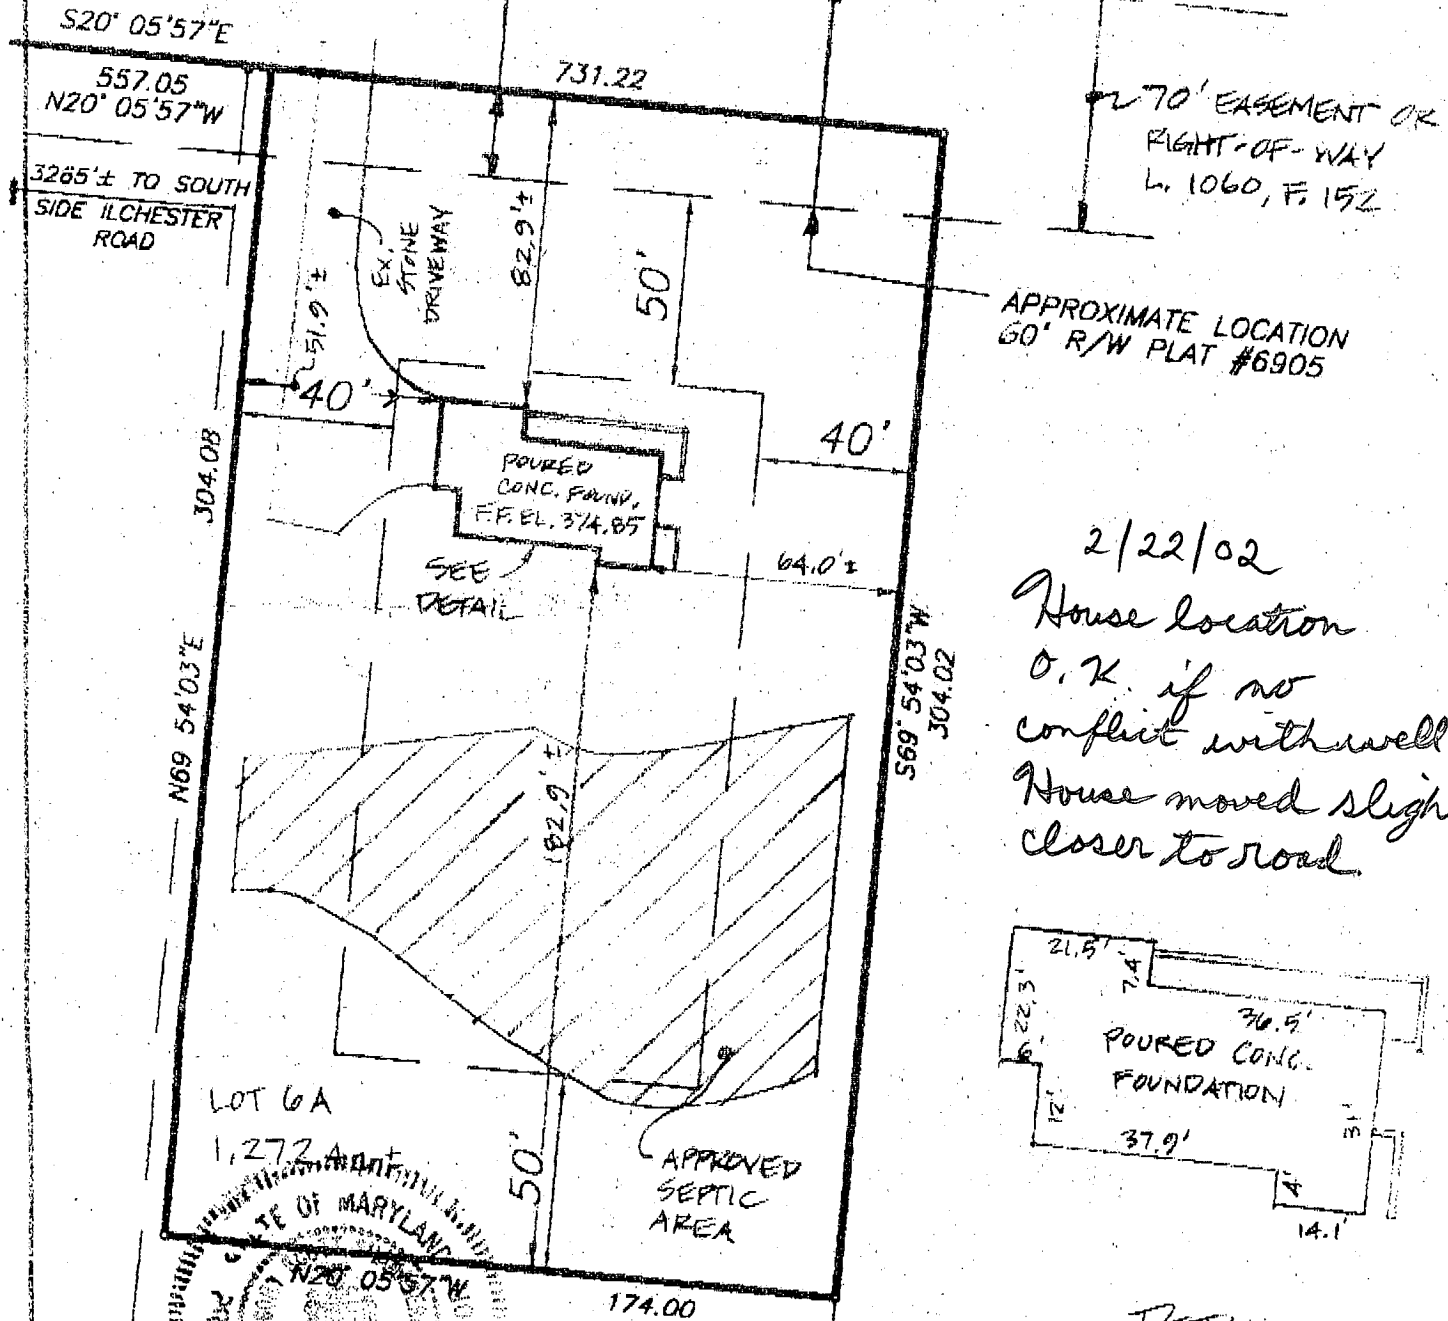 S20° 05'57"E
557.05
N20° 05'57"W
3265'± TO SOUTH
SIDE ILCHESTER
ROAD
731.22
70' EASEMENT OR
RIGHT-OF-WAY
L. 1060, F. 152
APPROXIMATE LOCATION
60' R/W PLAT #6905
EX.
STONE
DRIVEWAY
82.9'±
50'
51.9'±
40'
40'
304.08
N69 54'03"E
POURED
CONC. FOUND.
F.F. EL. 374.85
SEE
DETAIL
64.0'±
S69° 54'03"W
304.02
182.9'±
2/22/02
House location
O.K. if no
conflict with well
House moved sligh
closer to road.
21.5'
7.4'
22.3'
6'
36.5'
POURED CONC.
FOUNDATION
12'
37.9'
31'
4'
14.1'
LOT 6A
1.272
50'
APPROVED
SEPTIC
AREA
OF MARYLAND
N20° 05'57"W
174.00